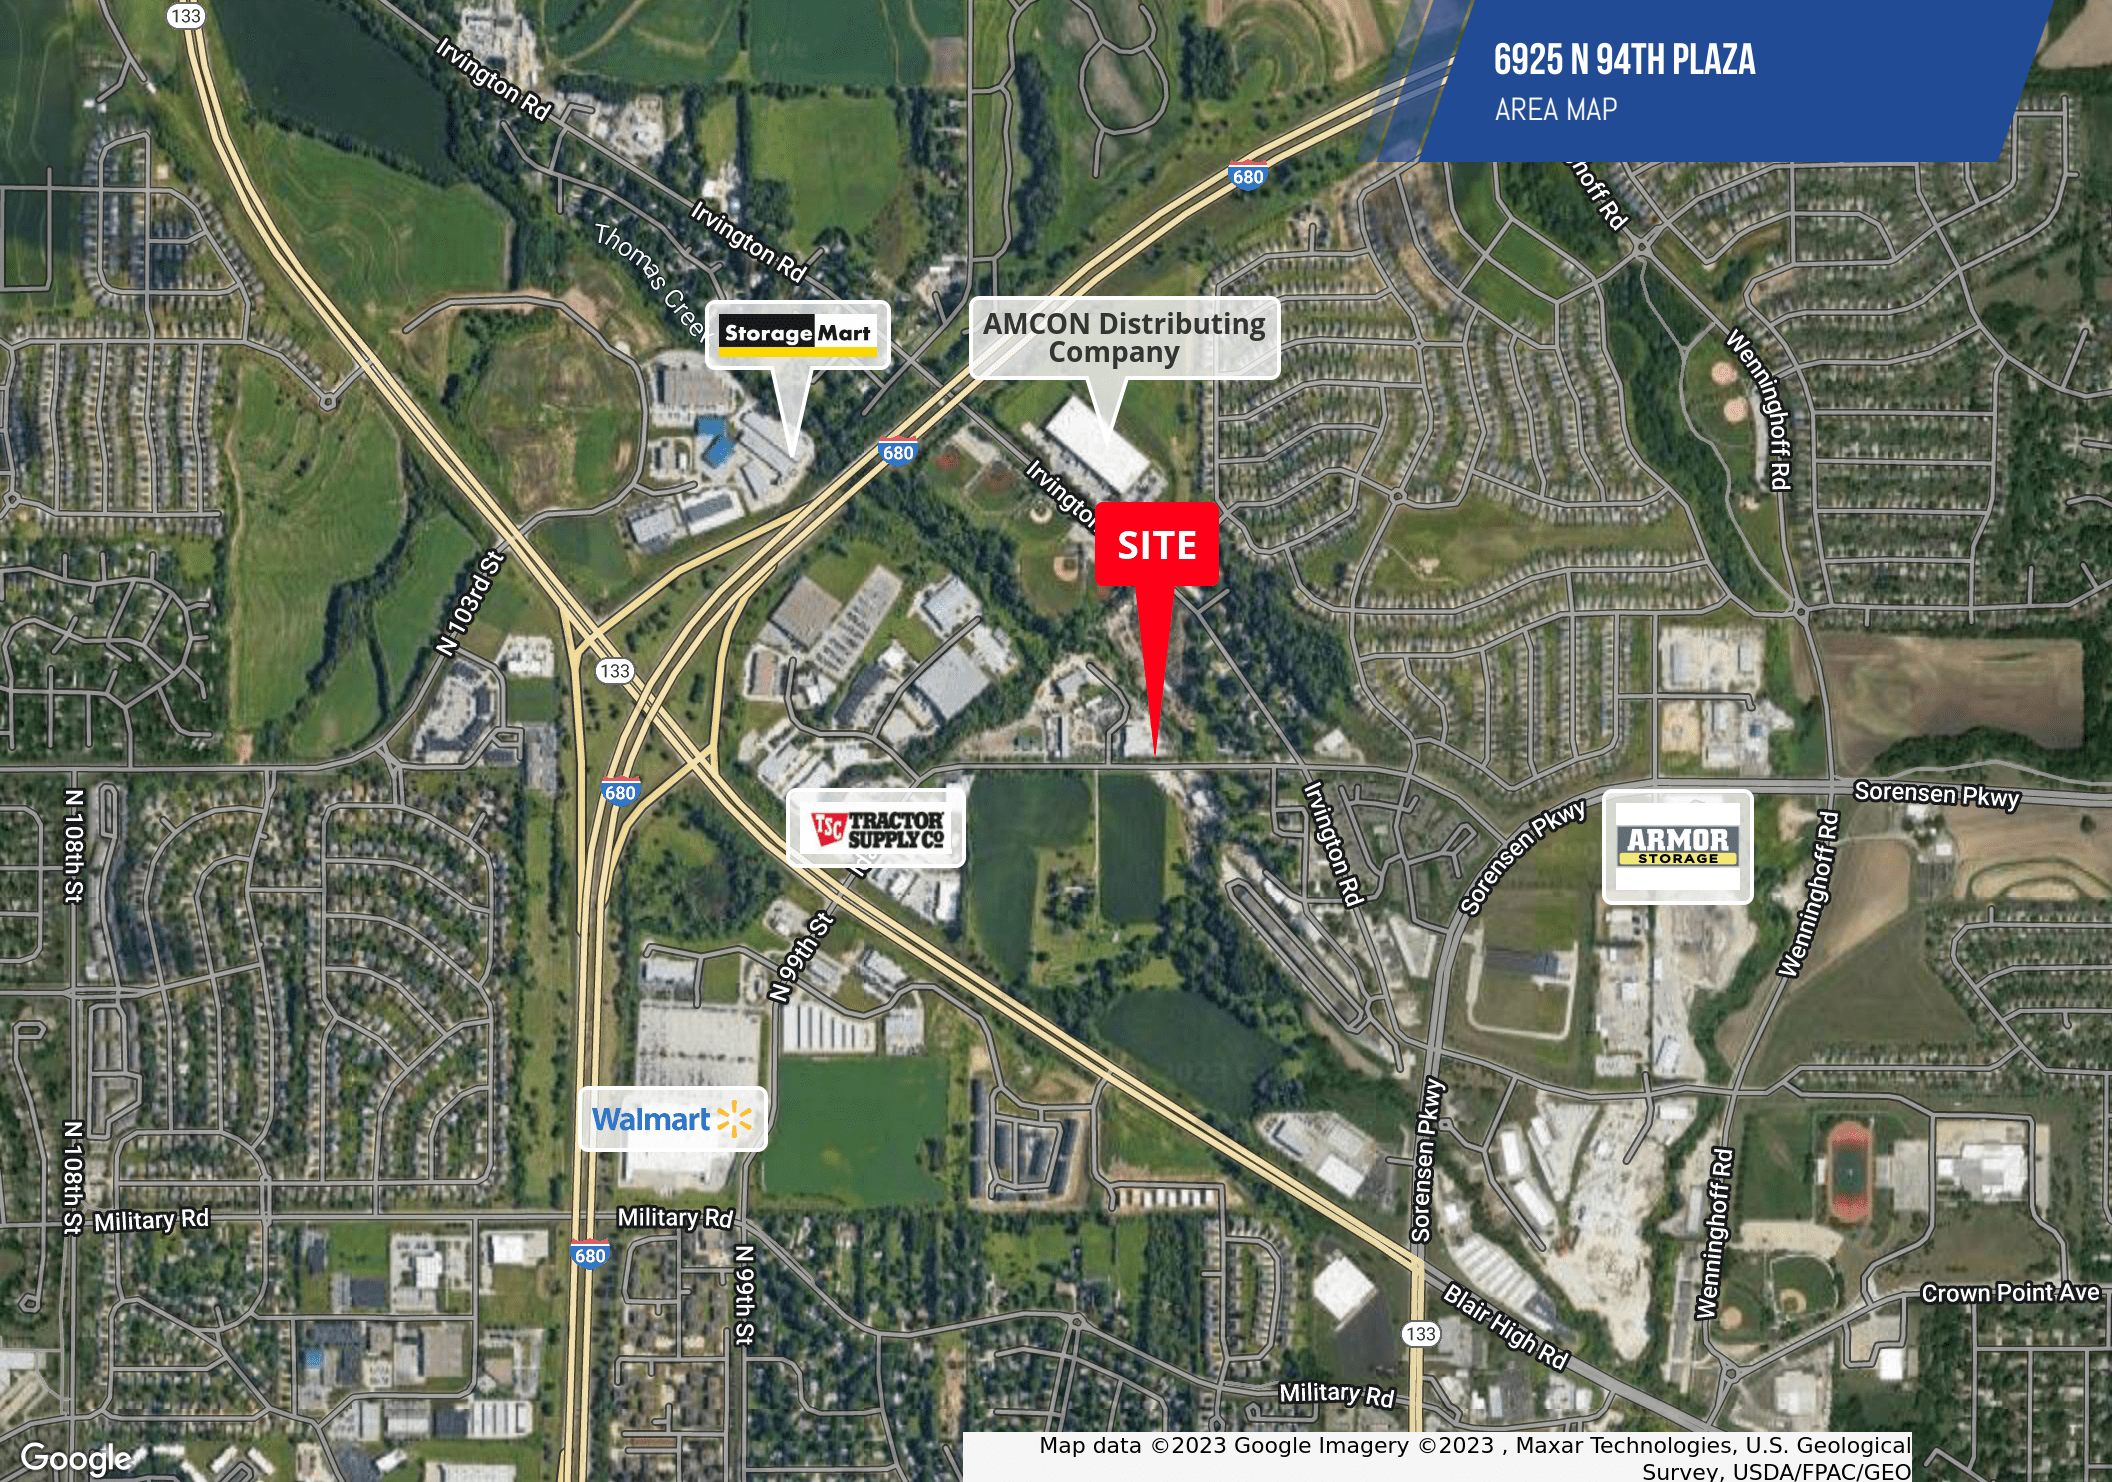 133
6925 N 94TH PLAZA
AREA MAP
Irvington Rd
680
Irvington Rd
Thomas Creek
StorageMart
AMCON Distributing
Company
Wenninghoff Rd
680
SITE
N 103rd St
133
680
N 108th St
TSC TRACTOR
SUPPLY CO
Irvington Rd
Sorensen Pkwy
Sorensen Pkwy
ARMOR
STORAGE
Wenninghoff Rd
N 99th St
Walmart
Sorensen Pkwy
N 108th St
Military Rd
Military Rd
680
N 99th St
Wenninghoff Rd
Crown Point Ave
Blair High Rd
133
Military Rd
Google
Map data ©2023 Google Imagery ©2023 , Maxar Technologies, U.S. Geological
Survey, USDA/FPAC/GEO